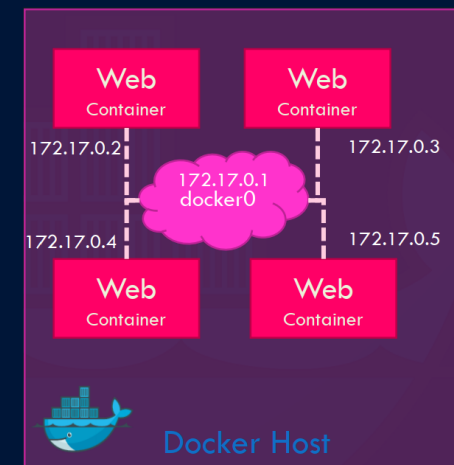 Web
Container
Web
Container
172.17.0.2
172.17.0.3
172.17.0.1
docker0
172.17.0.4
172.17.0.5
Web
Container
Web
Container
Docker Host